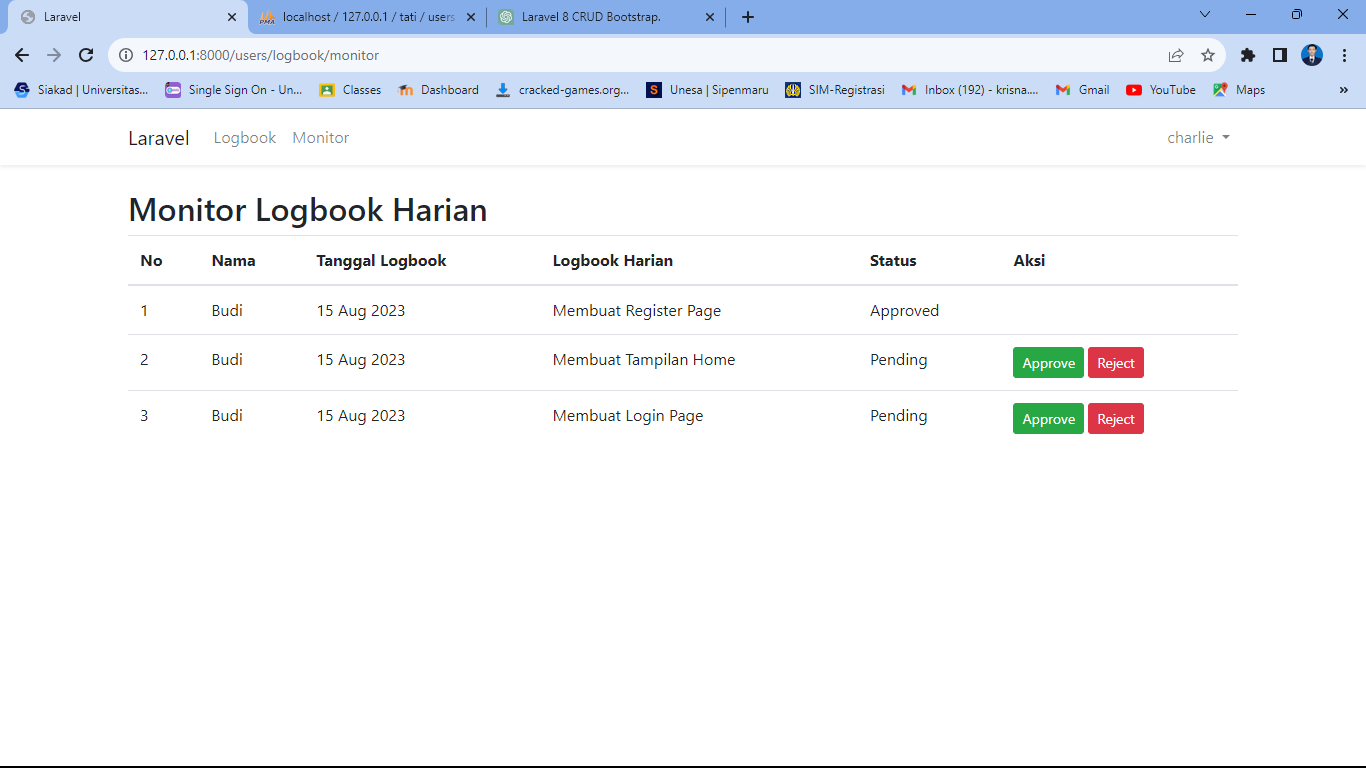 Laravel
localhost / 127.0.0.1 / tati / users
Laravel 8 CRUD Bootstrap.
127.0.0.1:8000/users/logbook/monitor
Siakad | Universitas... Single Sign On - Un... Classes Dashboard cracked-games.org... Unesa | Sipenmaru SIM-Registrasi Inbox (192) - krisna.... Gmail YouTube Maps »
Laravel Logbook Monitor charlie
Monitor Logbook Harian
No Nama Tanggal Logbook Logbook Harian Status Aksi
1 Budi 15 Aug 2023 Membuat Register Page Approved
2 Budi 15 Aug 2023 Membuat Tampilan Home Pending Approve Reject
3 Budi 15 Aug 2023 Membuat Login Page Pending Approve Reject